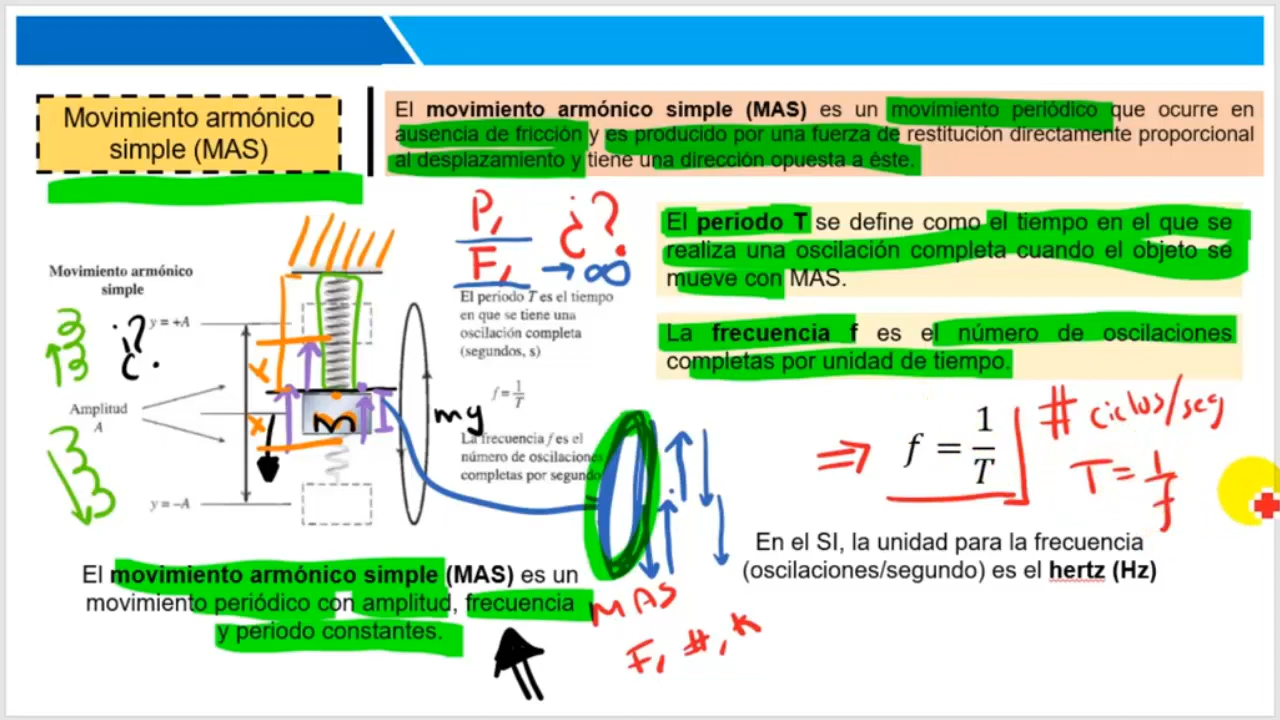 Movimiento armónico
simple (MAS)
El movimiento armónico simple (MAS) es un movimiento periódico que ocurre en
ausencia de fricción y es producido por una fuerza de restitución directamente proporcional
al desplazamiento y tiene una dirección opuesta a éste.
El periodo T se define como el tiempo en el que se
realiza una oscilación completa cuando el objeto se
mueve con MAS.
La frecuencia f es el número de oscilaciones
completas por unidad de tiempo.
Movimiento armónico
simple
y = +A
¿?
Amplitud
A
y = −A
x
x
m
mg
P,
F,
¿?
→ ∞
El periodo T es el tiempo
en que se tiene una
oscilación completa
(segundos, s)
f = 1/T
La frecuencia f es el
número de oscilaciones
completas por segundo
⇒ f = 1/T
# ciclos/seg
T = 1/f
En el SI, la unidad para la frecuencia
(oscilaciones/segundo) es el hertz (Hz)
El movimiento armónico simple (MAS) es un
movimiento periódico con amplitud, frecuencia
y periodo constantes.
MAS
F, #, k